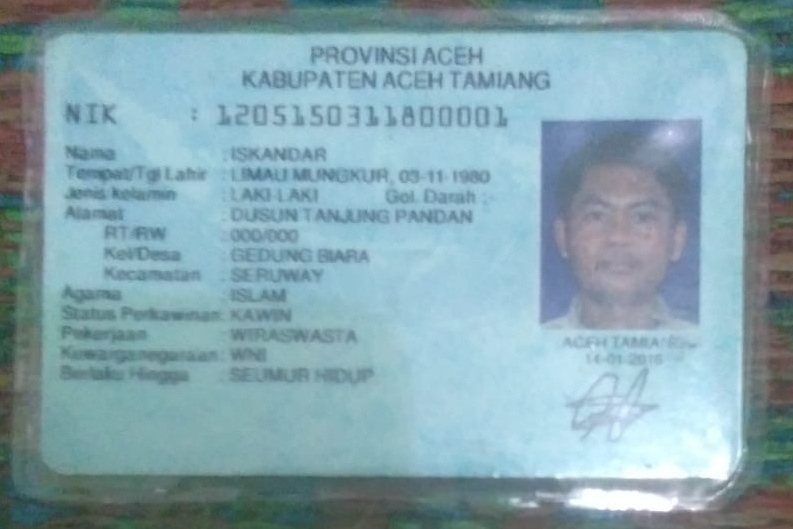 PROVINSI ACEH
KABUPATEN ACEH TAMIANG
NIK : 1205150311800001
Nama : ISKANDAR
Tempat/Tgl Lahir : LIMAU MUNGKUR, 03-11-1980
Jenis kelamin : LAKI-LAKI Gol. Darah : -
Alamat : DUSUN TANJUNG PANDAN
RT/RW : 000/000
Kel/Desa : GEDUNG BIARA
Kecamatan : SERUWAY
Agama : ISLAM
Status Perkawinan: KAWIN
Pekerjaan : WIRASWASTA
Kewarganegaraan: WNI
Berlaku Hingga : SEUMUR HIDUP
ACEH TAMIANG
14-01-2016